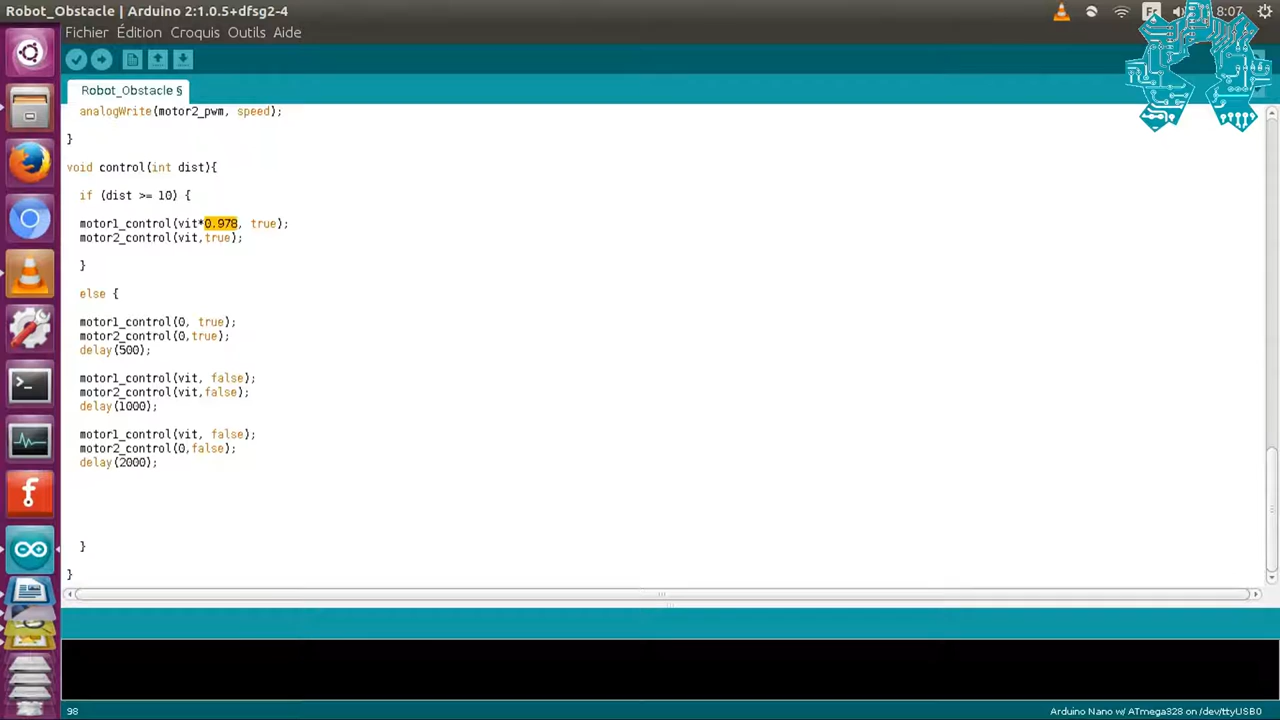 Robot_Obstacle | Arduino 2:1.0.5+dfsg2-4
Fr
8:07
Fichier Édition Croquis Outils Aide
Robot_Obstacle §
analogWrite(motor2_pwm, speed);
}
void control(int dist){
if (dist >= 10) {
motor1_control(vit*0.978, true);
motor2_control(vit,true);
}
else {
motor1_control(0, true);
motor2_control(0,true);
delay(500);
motor1_control(vit, false);
motor2_control(vit,false);
delay(1000);
motor1_control(vit, false);
motor2_control(0,false);
delay(2000);
}
}
98
Arduino Nano w/ ATmega328 on /dev/ttyUSB0